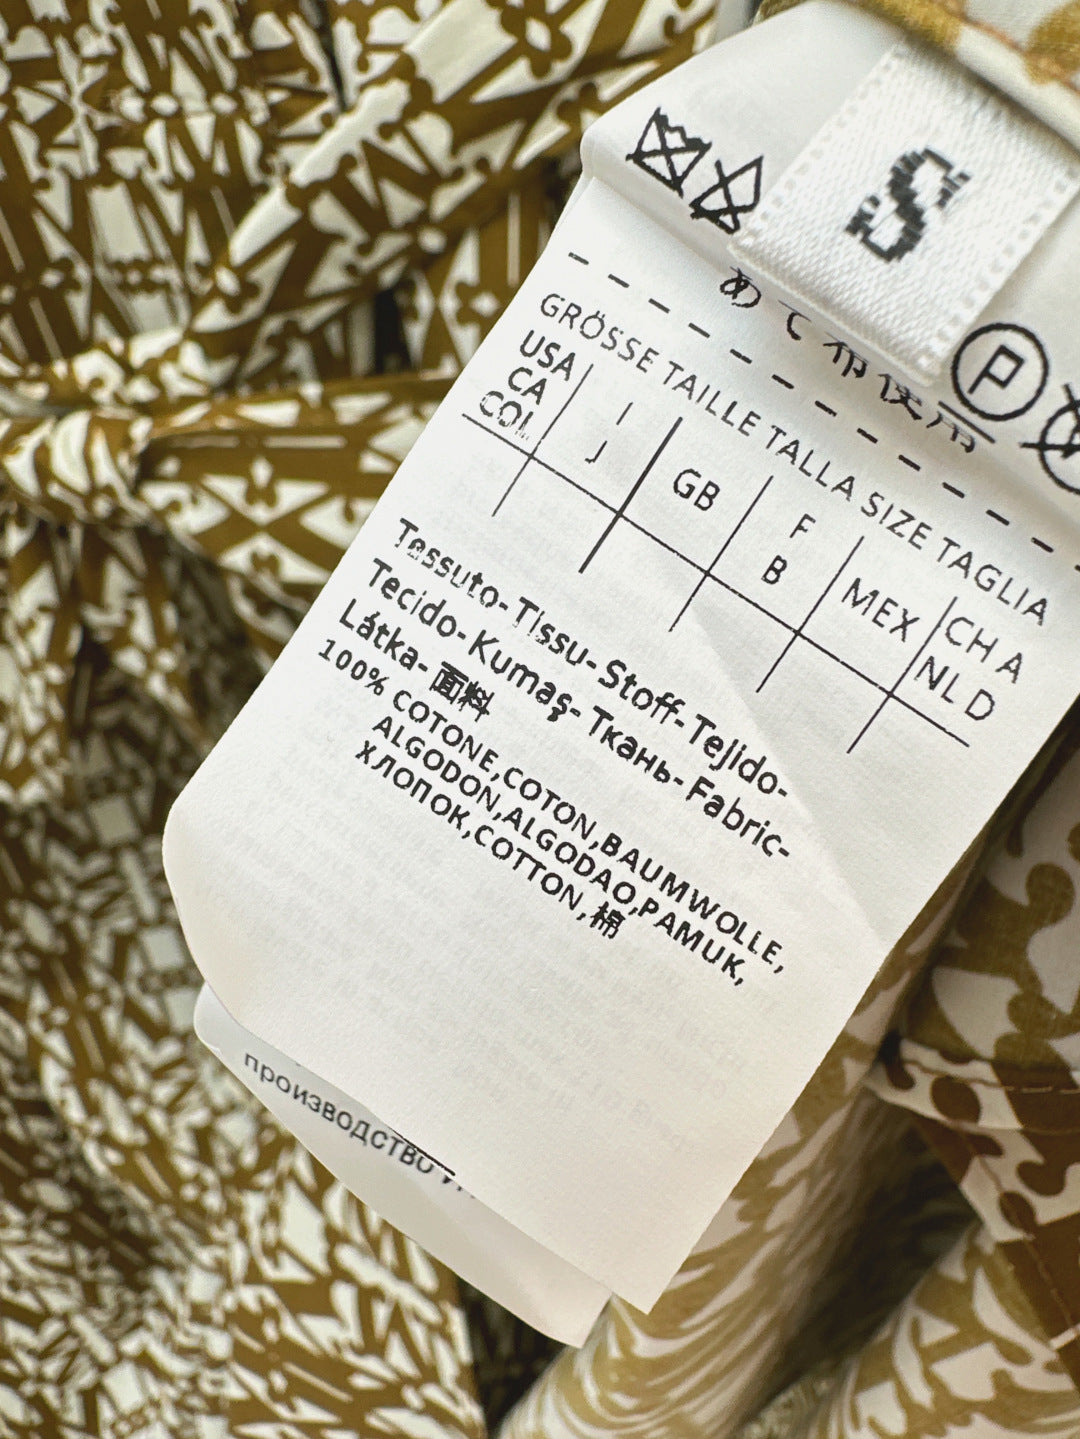 S
あて布使用
P
GRÖSSE TAILLE TALLA SIZE TAGLIA
USA
CA
COL
I
J
GB
F
B
MEX
CH A
NL D
Tessuto-Tissu-Stoff-Tejido-
Tecido-Kumaş-Ткань-Fabric-
Látka-面料
100% COTONE,COTON,BAUMWOLLE,
ALGODON,ALGODAO,PAMUK,
ХЛОПОК,COTTON,棉
производство